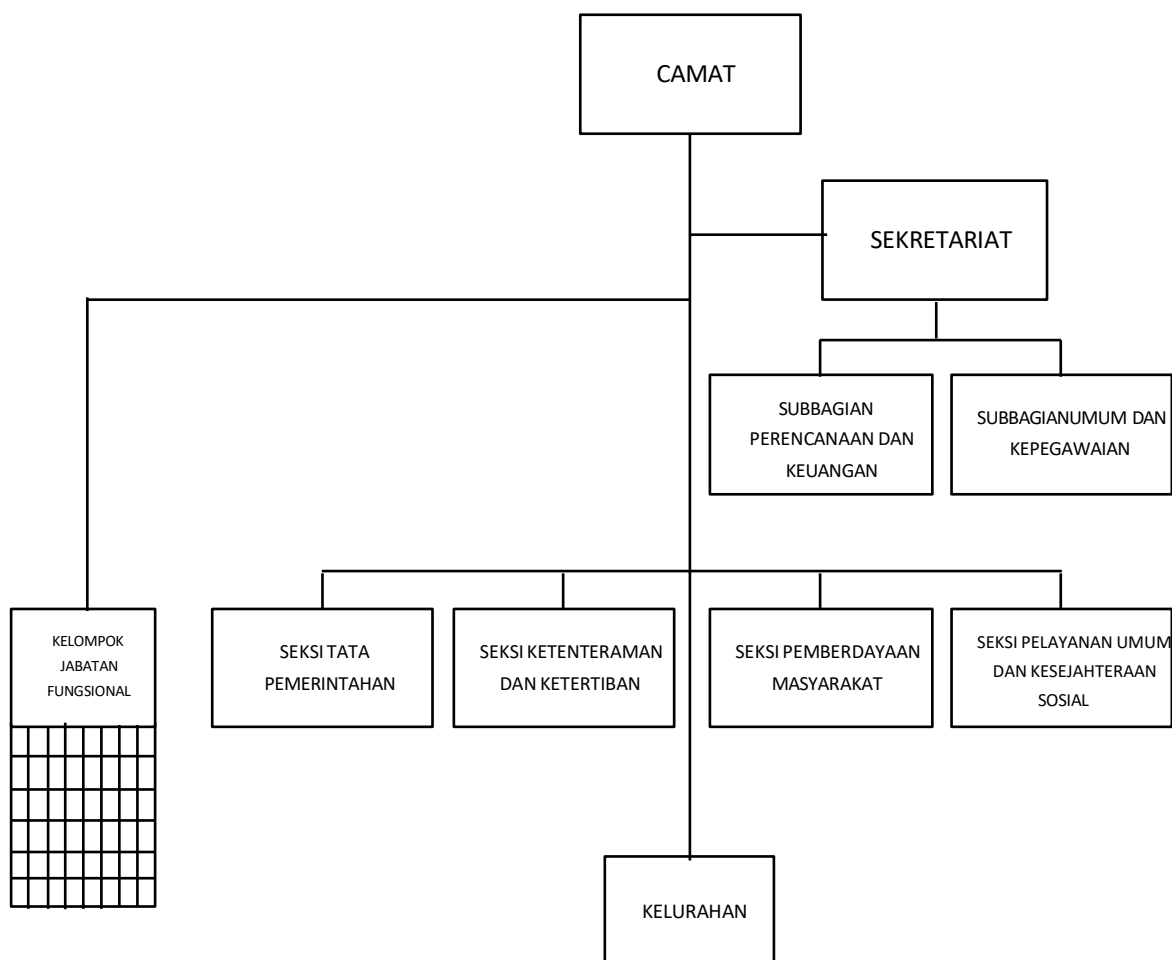 CAMAT
SEKRETARIAT
SUBBAGIAN
PERENCANAAN DAN
KEUANGAN
SUBBAGIANUMUM DAN
KEPEGAWAIAN
KELOMPOK
JABATAN
FUNGSIONAL
SEKSI TATA
PEMERINTAHAN
SEKSI KETENTERAMAN
DAN KETERTIBAN
SEKSI PEMBERDAYAAN
MASYARAKAT
SEKSI PELAYANAN UMUM
DAN KESEJAHTERAAN
SOSIAL
KELURAHAN